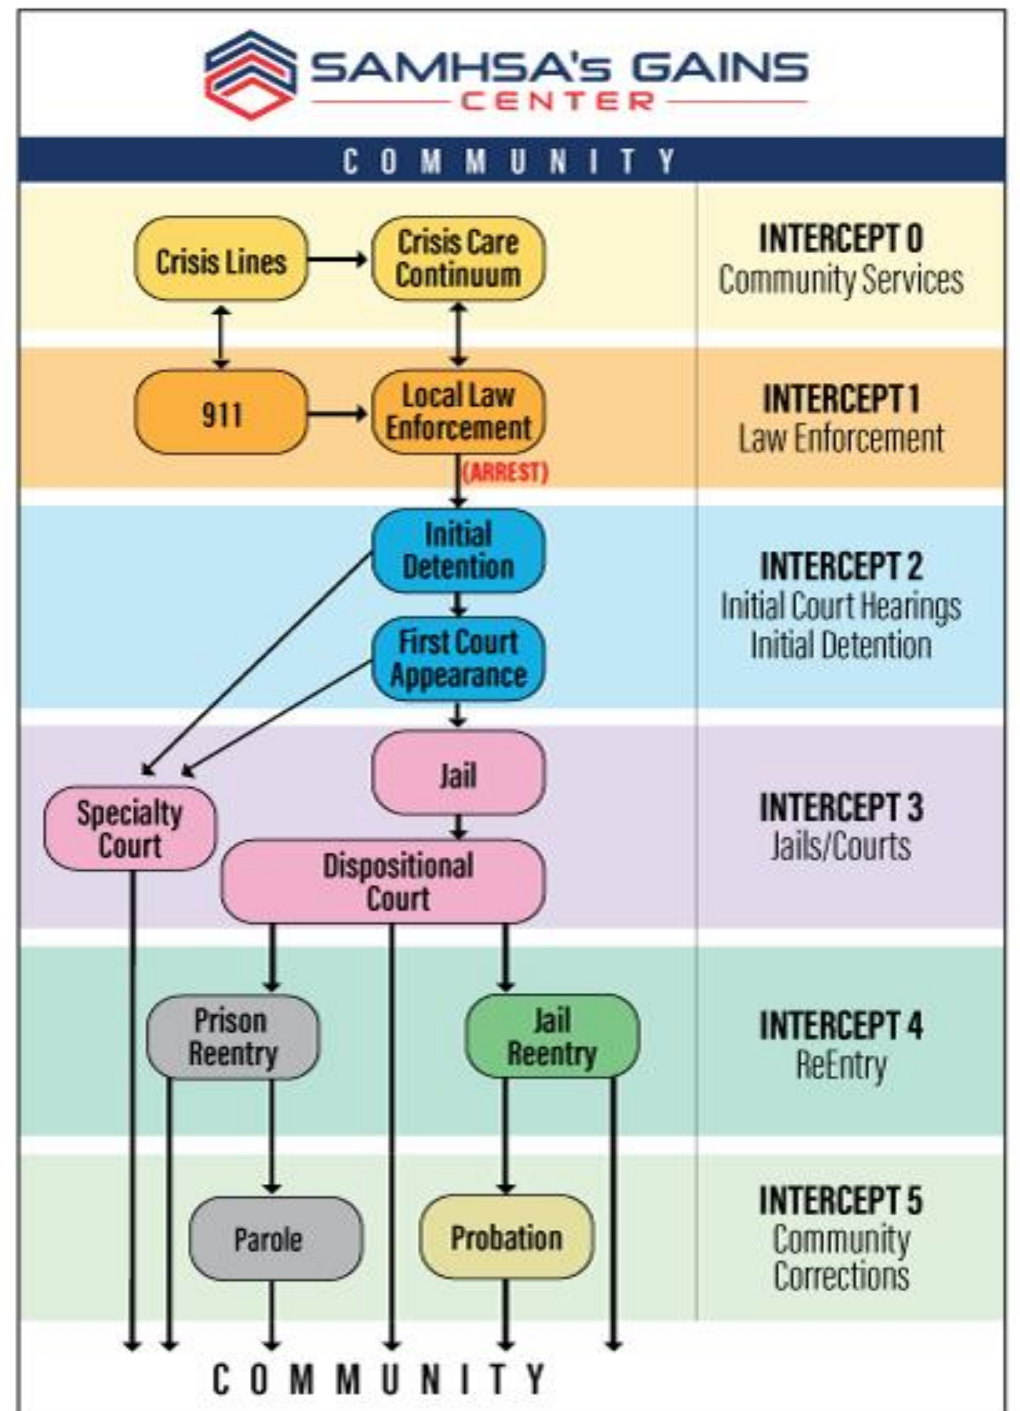 SAMHSA's GAINS
CENTER
COMMUNITY
Crisis Lines
Crisis Care
Continuum
INTERCEPT 0
Community Services
911
Local Law
Enforcement
(ARREST)
INTERCEPT 1
Law Enforcement
Initial
Detention
First Court
Appearance
INTERCEPT 2
Initial Court Hearings
Initial Detention
Jail
Specialty
Court
Dispositional
Court
INTERCEPT 3
Jails/Courts
Prison
Reentry
Jail
Reentry
INTERCEPT 4
ReEntry
Parole
Probation
INTERCEPT 5
Community
Corrections
COMMUNITY